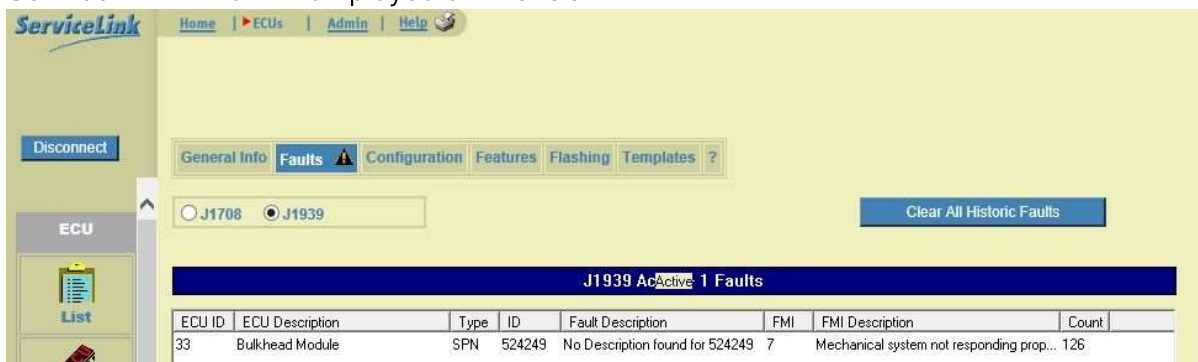 ServiceLink
Home | ECUs | Admin | Help
Disconnect
General Info Faults Configuration Features Flashing Templates ?
J1708 J1939
Clear All Historic Faults
ECU
J1939 AcActive 1 Faults
List
ECU ID ECU Description Type ID Fault Description FMI FMI Description Count
33 Bulkhead Module SPN 524249 No Description found for 524249 7 Mechanical system not responding prop... 126